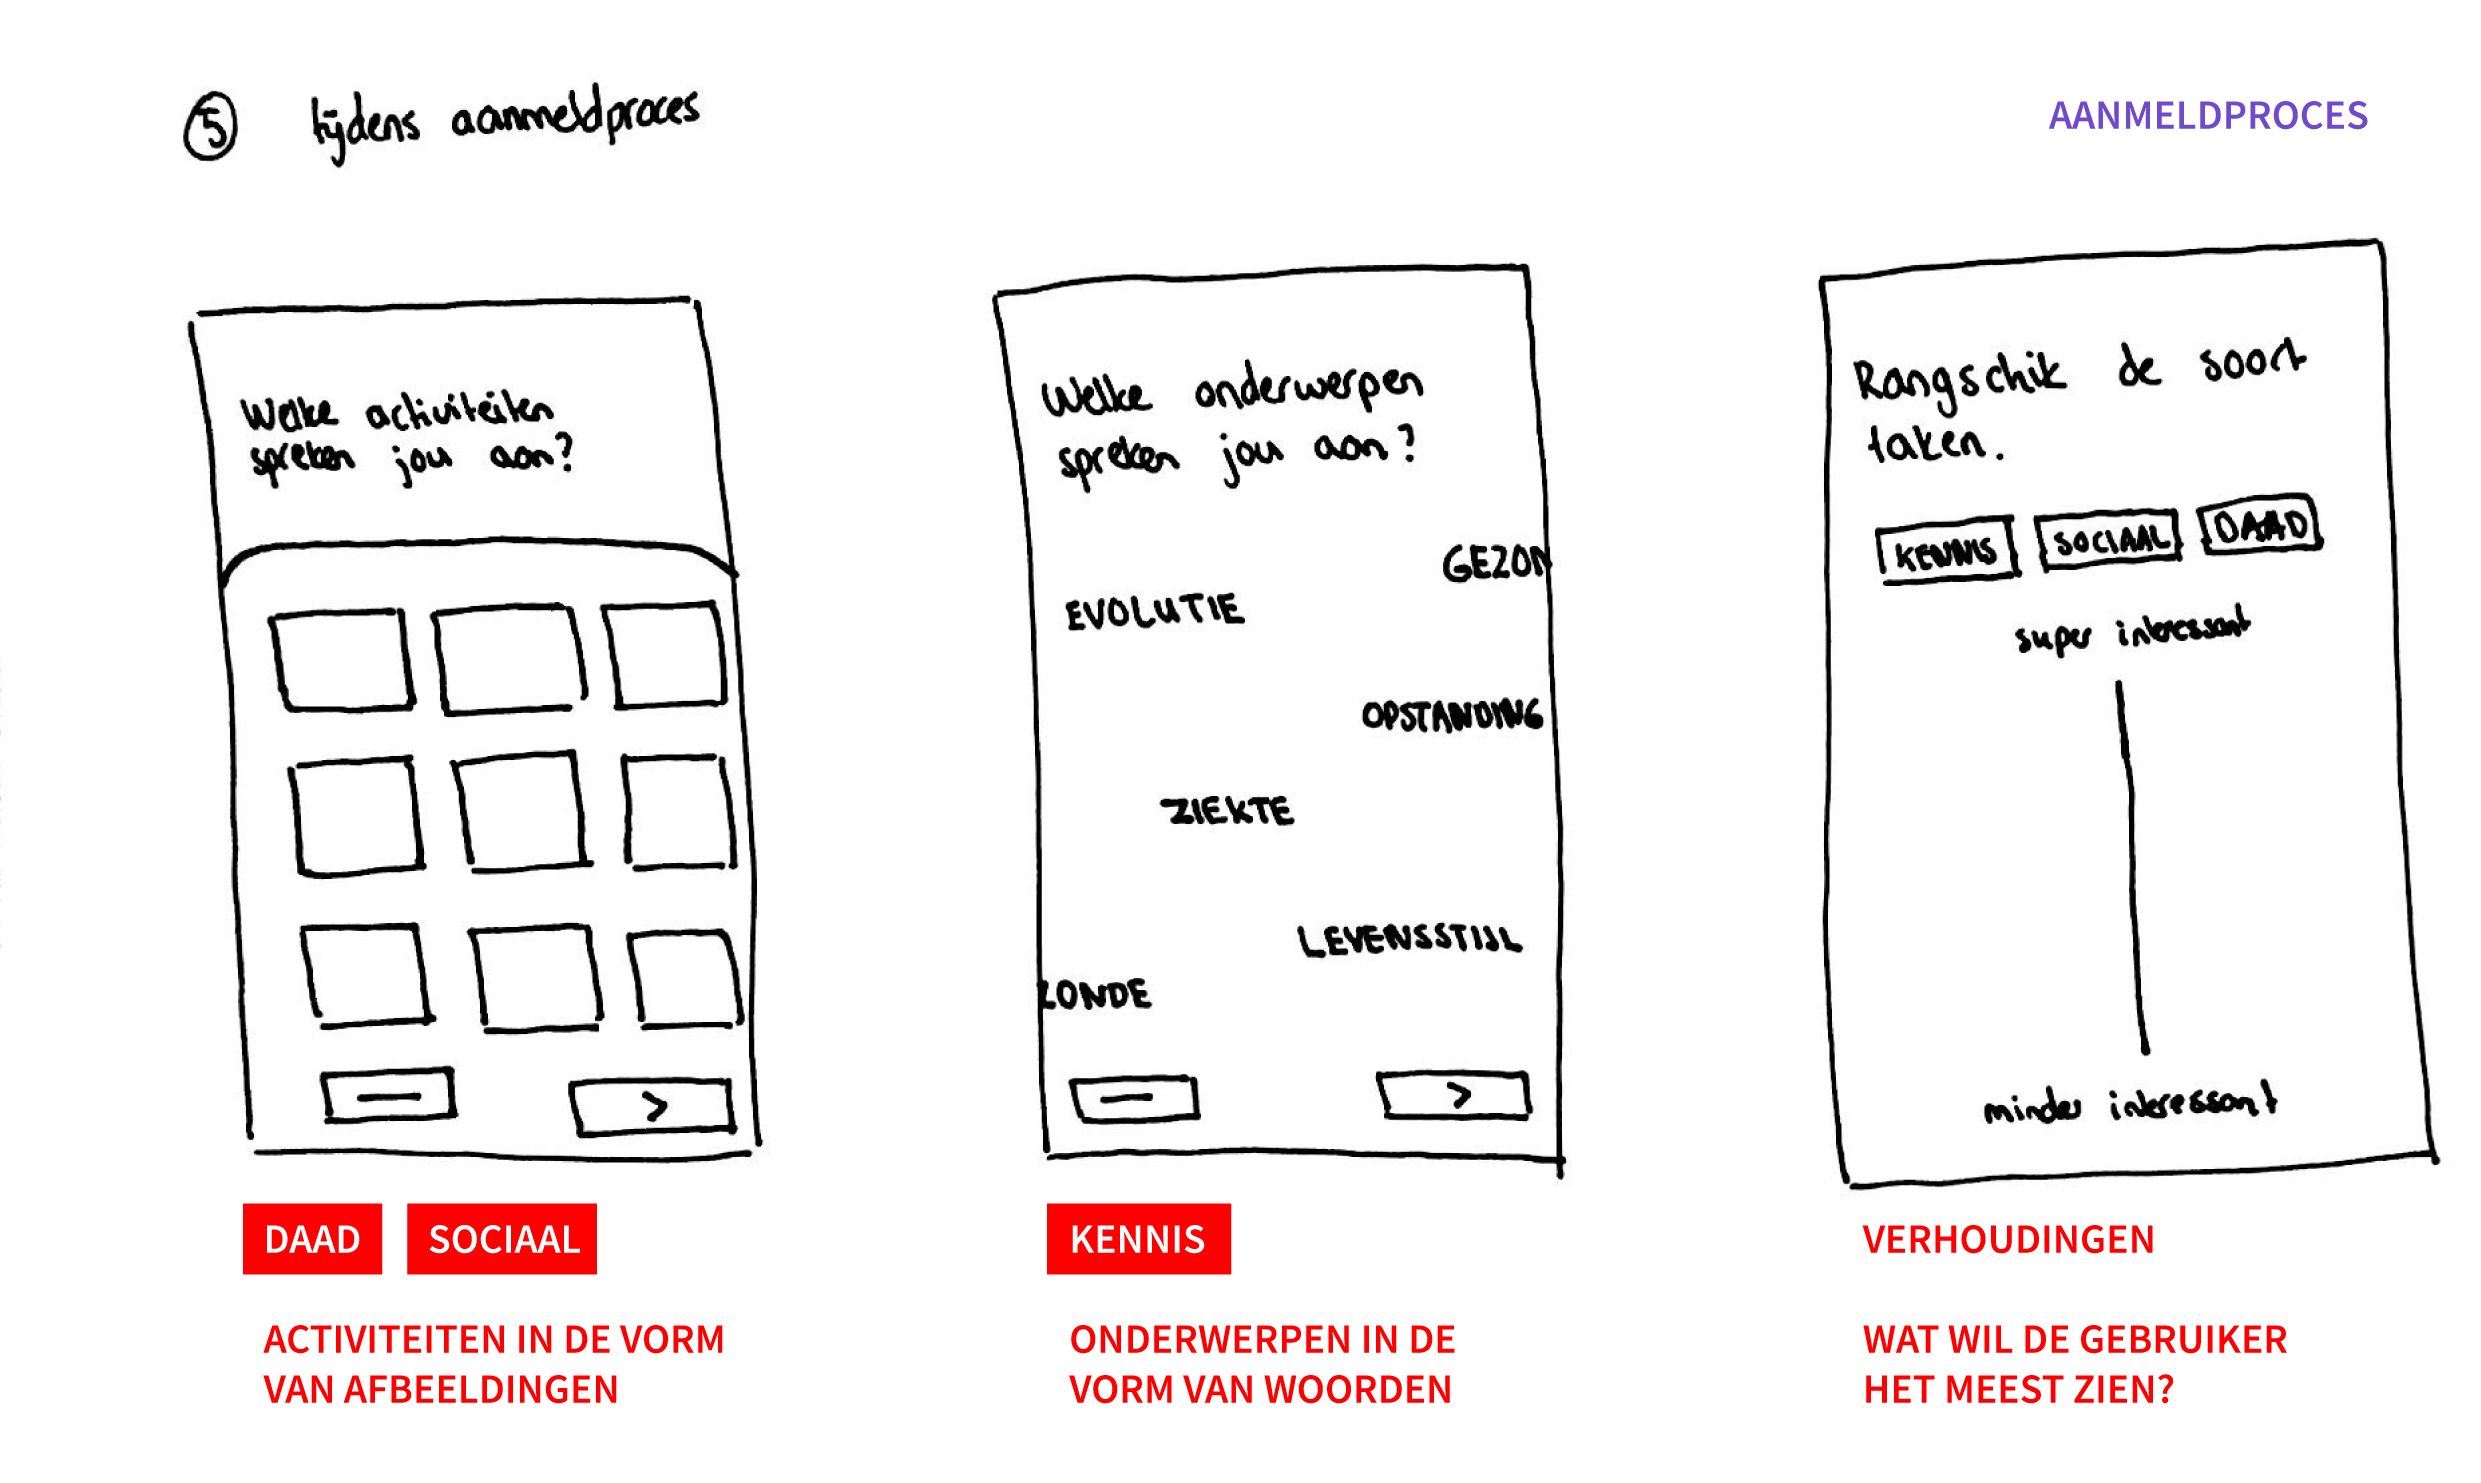 5 tijdens aanmeldproces
AANMELDPROCES
Welke activiteiten
spreken jou aan?
>
DAAD SOCIAAL
ACTIVITEITEN IN DE VORM
VAN AFBEELDINGEN
Welke onderwerpen
spreken jou aan?
GEZON
EVOLUTIE
OPSTANDING
ZIEKTE
LEVENSSTIJL
ZONDE
>
KENNIS
ONDERWERPEN IN DE
VORM VAN WOORDEN
Rangschik de soort
taken.
KENNIS SOCIAAL DAAD
super interessant
minder interessant
VERHOUDINGEN
WAT WIL DE GEBRUIKER
HET MEEST ZIEN?